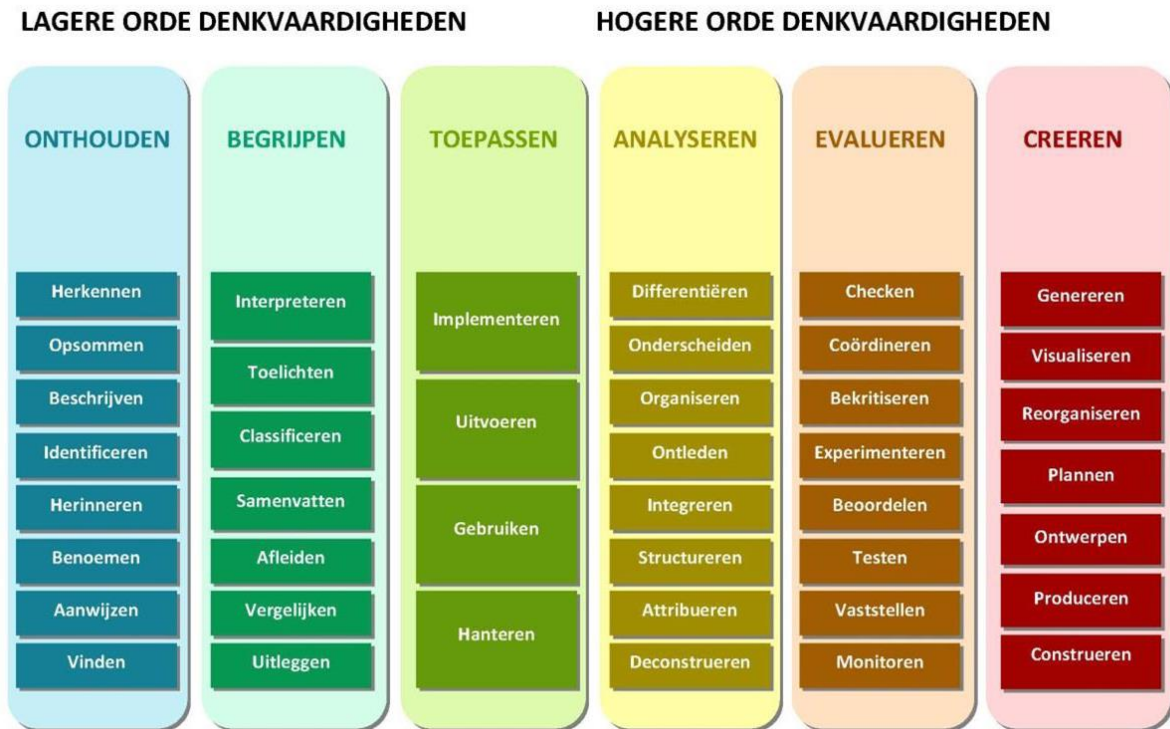 LAGERE ORDE DENKVAARDIGHEDEN
HOGERE ORDE DENKVAARDIGHEDEN
ONTHOUDEN
Herkennen
Opsommen
Beschrijven
Identificeren
Herinneren
Benoemen
Aanwijzen
Vinden
BEGRIJPEN
Interpreteren
Toelichten
Classificeren
Samenvatten
Afleiden
Vergelijken
Uitleggen
TOEPASSEN
Implementeren
Uitvoeren
Gebruiken
Hanteren
ANALYSEREN
Differentiëren
Onderscheiden
Organiseren
Ontleden
Integreren
Structureren
Attribueren
Deconstrueren
EVALUEREN
Checken
Coördineren
Bekritiseren
Experimenteren
Beoordelen
Testen
Vaststellen
Monitoren
CREEREN
Genereren
Visualiseren
Reorganiseren
Plannen
Ontwerpen
Produceren
Construeren